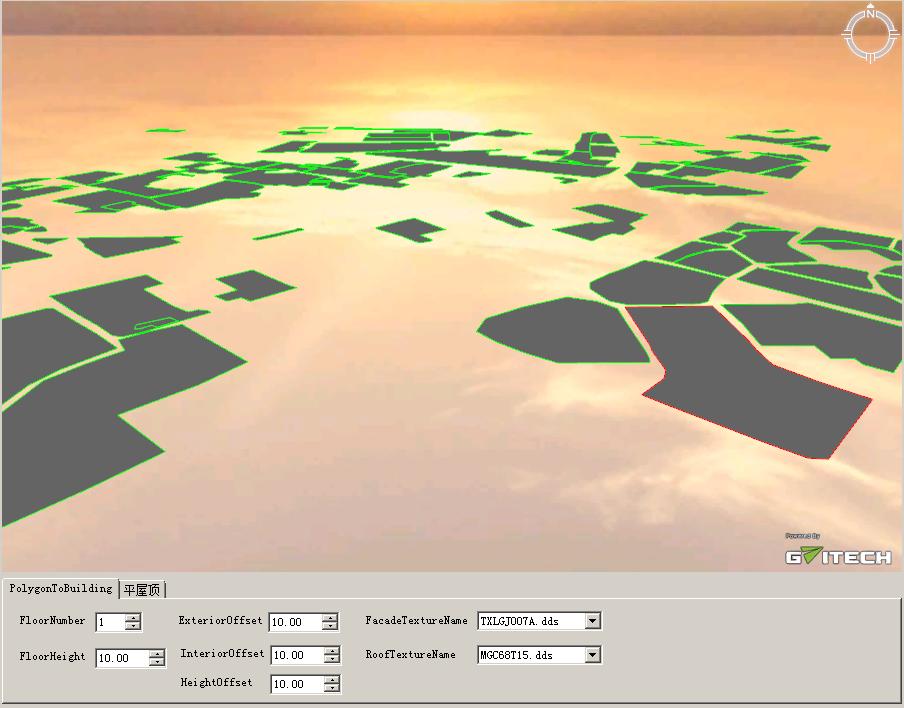 N
Powered By
GVITECH
PolygonToBuilding 平屋顶
FloorNumber 1 ExteriorOffset 10.00 FacadeTextureName TXLGJ007A.dds
FloorHeight 10.00 InteriorOffset 10.00 RoofTextureName MGC68T15.dds
HeightOffset 10.00